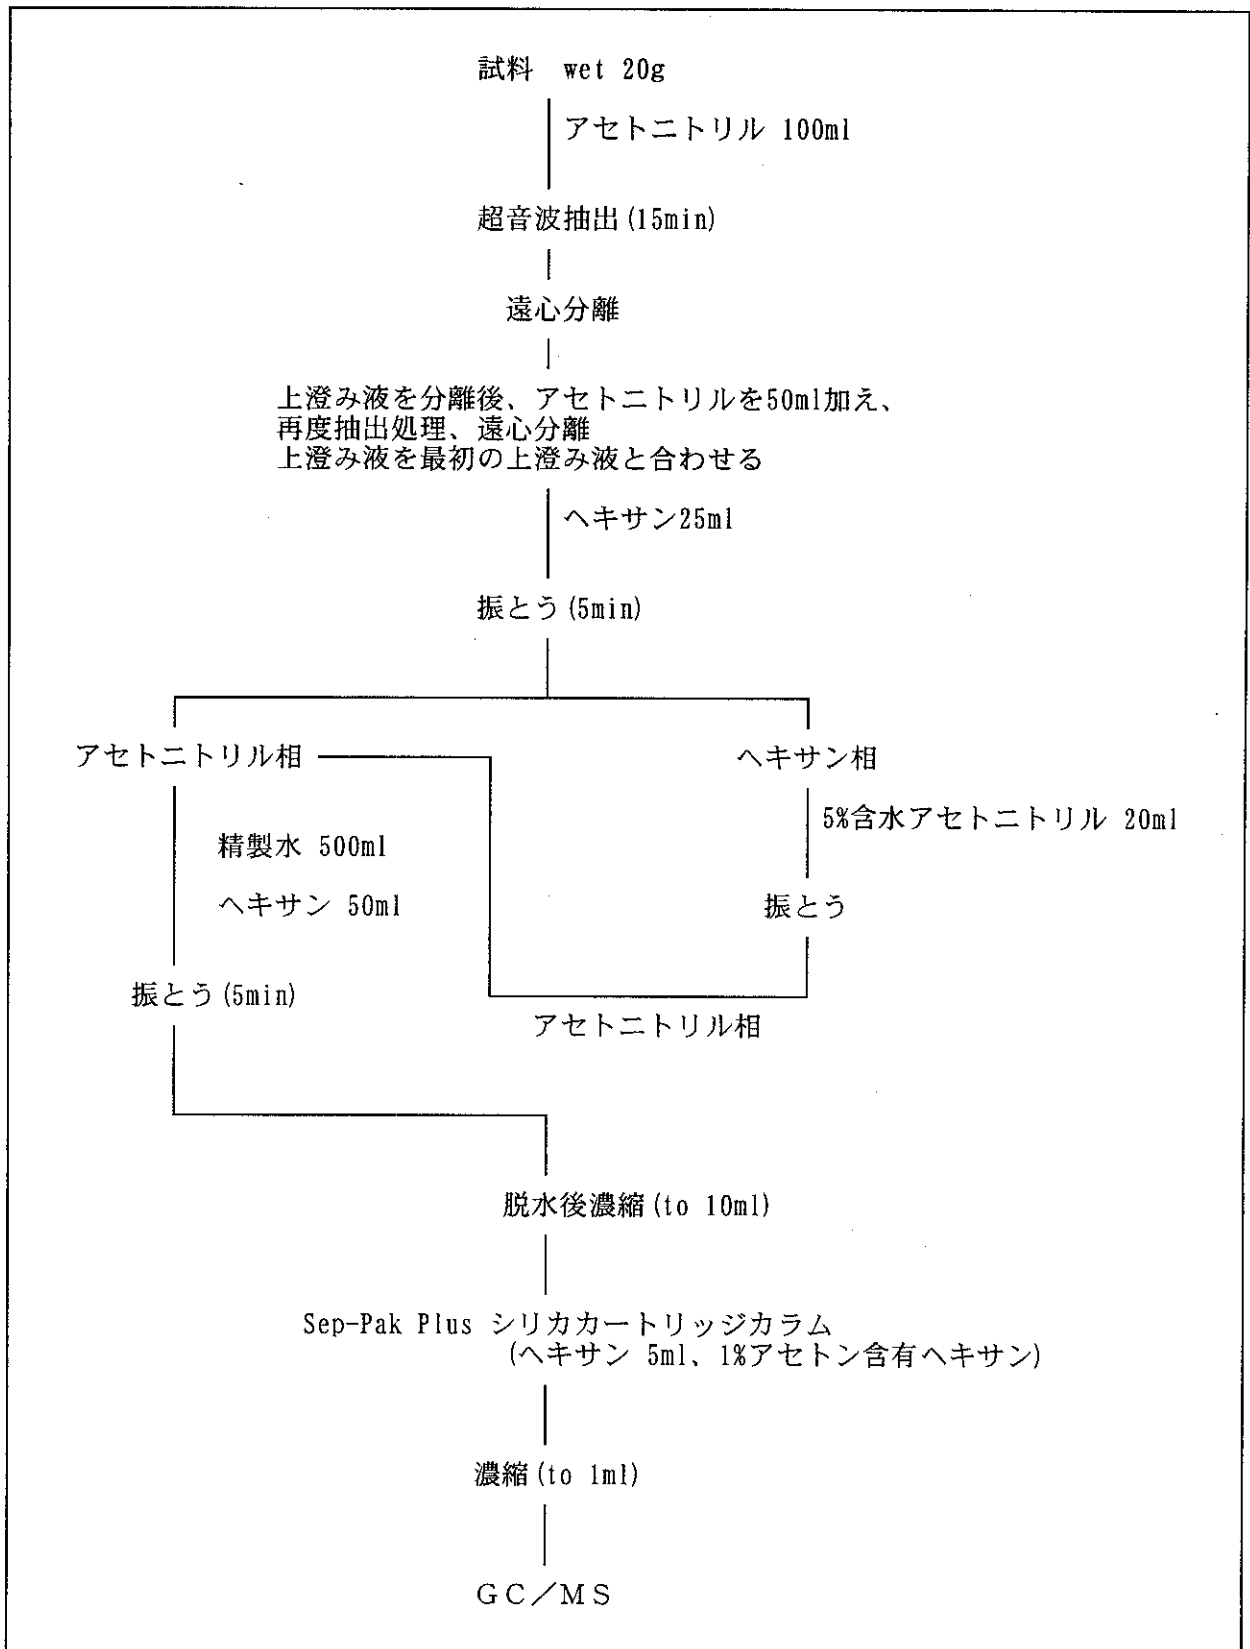 試料 wet 20g
アセトニトリル 100ml
超音波抽出(15min)
遠心分離
上澄み液を分離後、アセトニトリルを50ml加え、
再度抽出処理、遠心分離
上澄み液を最初の上澄み液と合わせる
ヘキサン25ml
振とう(5min)
アセトニトリル相
ヘキサン相
5%含水アセトニトリル 20ml
精製水 500ml
ヘキサン 50ml
振とう
振とう(5min)
アセトニトリル相
脱水後濃縮(to 10ml)
Sep-Pak Plus シリカカートリッジカラム
(ヘキサン 5ml、1%アセトン含有ヘキサン)
濃縮(to 1ml)
GC/MS